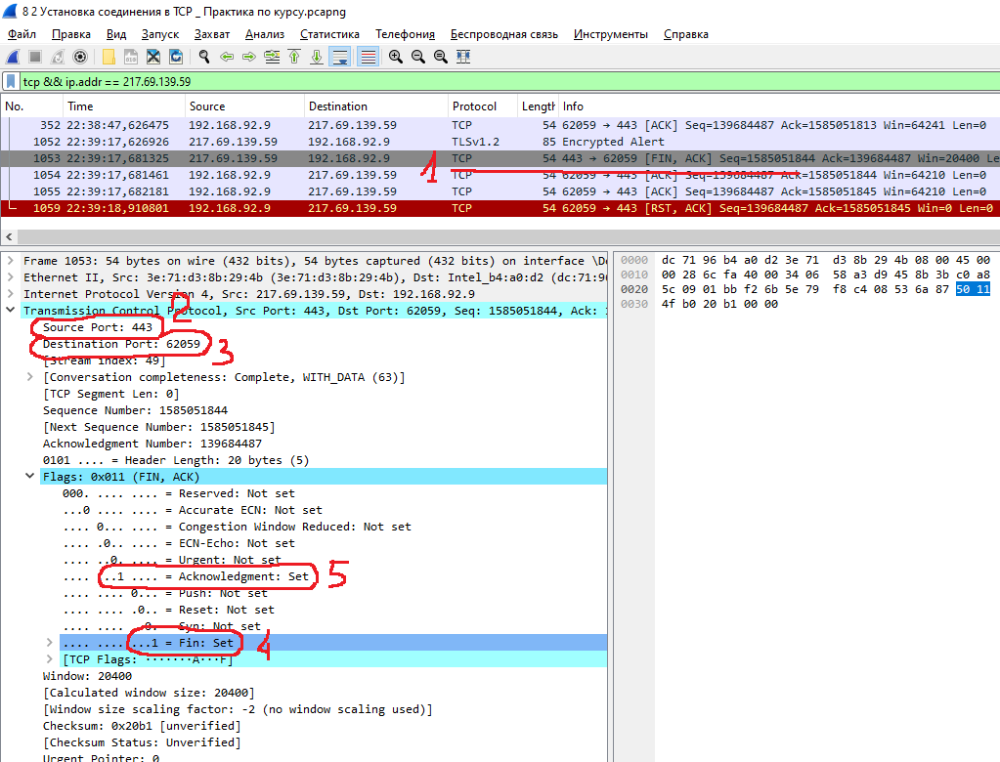 8 2 Установка соединения в TCP _ Практика по курсу.pcapng
Файл Правка Вид Запуск Захват Анализ Статистика Телефония Беспроводная связь Инструменты Справка
tcp && ip.addr == 217.69.139.59
No. Time Source Destination Protocol Length Info
352 22:38:47,626475 192.168.92.9 217.69.139.59 TCP 54 62059 → 443 [ACK] Seq=139684487 Ack=1585051813 Win=64241 Len=0
1052 22:39:17,626926 217.69.139.59 192.168.92.9 TLSv1.2 85 Encrypted Alert
1053 22:39:17,681325 217.69.139.59 192.168.92.9 TCP 54 443 → 62059 [FIN, ACK] Seq=1585051844 Ack=139684487 Win=20400 Le
1
1054 22:39:17,681461 192.168.92.9 217.69.139.59 TCP 54 62059 → 443 [ACK] Seq=139684487 Ack=1585051844 Win=64210 Len=0
1055 22:39:17,682181 192.168.92.9 217.69.139.59 TCP 54 62059 → 443 [ACK] Seq=139684487 Ack=1585051845 Win=64210 Len=0
1059 22:39:18,910801 192.168.92.9 217.69.139.59 TCP 54 62059 → 443 [RST, ACK] Seq=139684487 Ack=1585051845 Win=0 Len=0
Frame 1053: 54 bytes on wire (432 bits), 54 bytes captured (432 bits) on interface \De
Ethernet II, Src: 3e:71:d3:8b:29:4b (3e:71:d3:8b:29:4b), Dst: Intel_b4:a0:d2 (dc:71:96
Internet Protocol Version 4, Src: 217.69.139.59, Dst: 192.168.92.9
Transmission Control Protocol, Src Port: 443, Dst Port: 62059, Seq: 1585051844, Ack: 1
Source Port: 443
2
Destination Port: 62059
3
[Stream index: 49]
[Conversation completeness: Complete, WITH_DATA (63)]
[TCP Segment Len: 0]
Sequence Number: 1585051844
[Next Sequence Number: 1585051845]
Acknowledgment Number: 139684487
0101 .... = Header Length: 20 bytes (5)
Flags: 0x011 (FIN, ACK)
000. .... .... = Reserved: Not set
...0 .... .... = Accurate ECN: Not set
.... 0... .... = Congestion Window Reduced: Not set
.... .0.. .... = ECN-Echo: Not set
.... ..0. .... = Urgent: Not set
.... ...1 .... = Acknowledgment: Set
5
.... .... 0... = Push: Not set
.... .... .0.. = Reset: Not set
.... .... ..0. = Syn: Not set
.... .... ...1 = Fin: Set
4
[TCP Flags: ·······A···F]
Window: 20400
[Calculated window size: 20400]
[Window size scaling factor: -2 (no window scaling used)]
Checksum: 0x20b1 [unverified]
[Checksum Status: Unverified]
Urgent Pointer: 0
0000 dc 71 96 b4 a0 d2 3e 71 d3 8b 29 4b 08 00 45 00
0010 00 28 6c fa 40 00 34 06 58 a3 d9 45 8b 3b c0 a8
0020 5c 09 01 bb f2 6b 5e 79 f8 c4 08 53 6a 87 50 11
0030 4f b0 20 b1 00 00